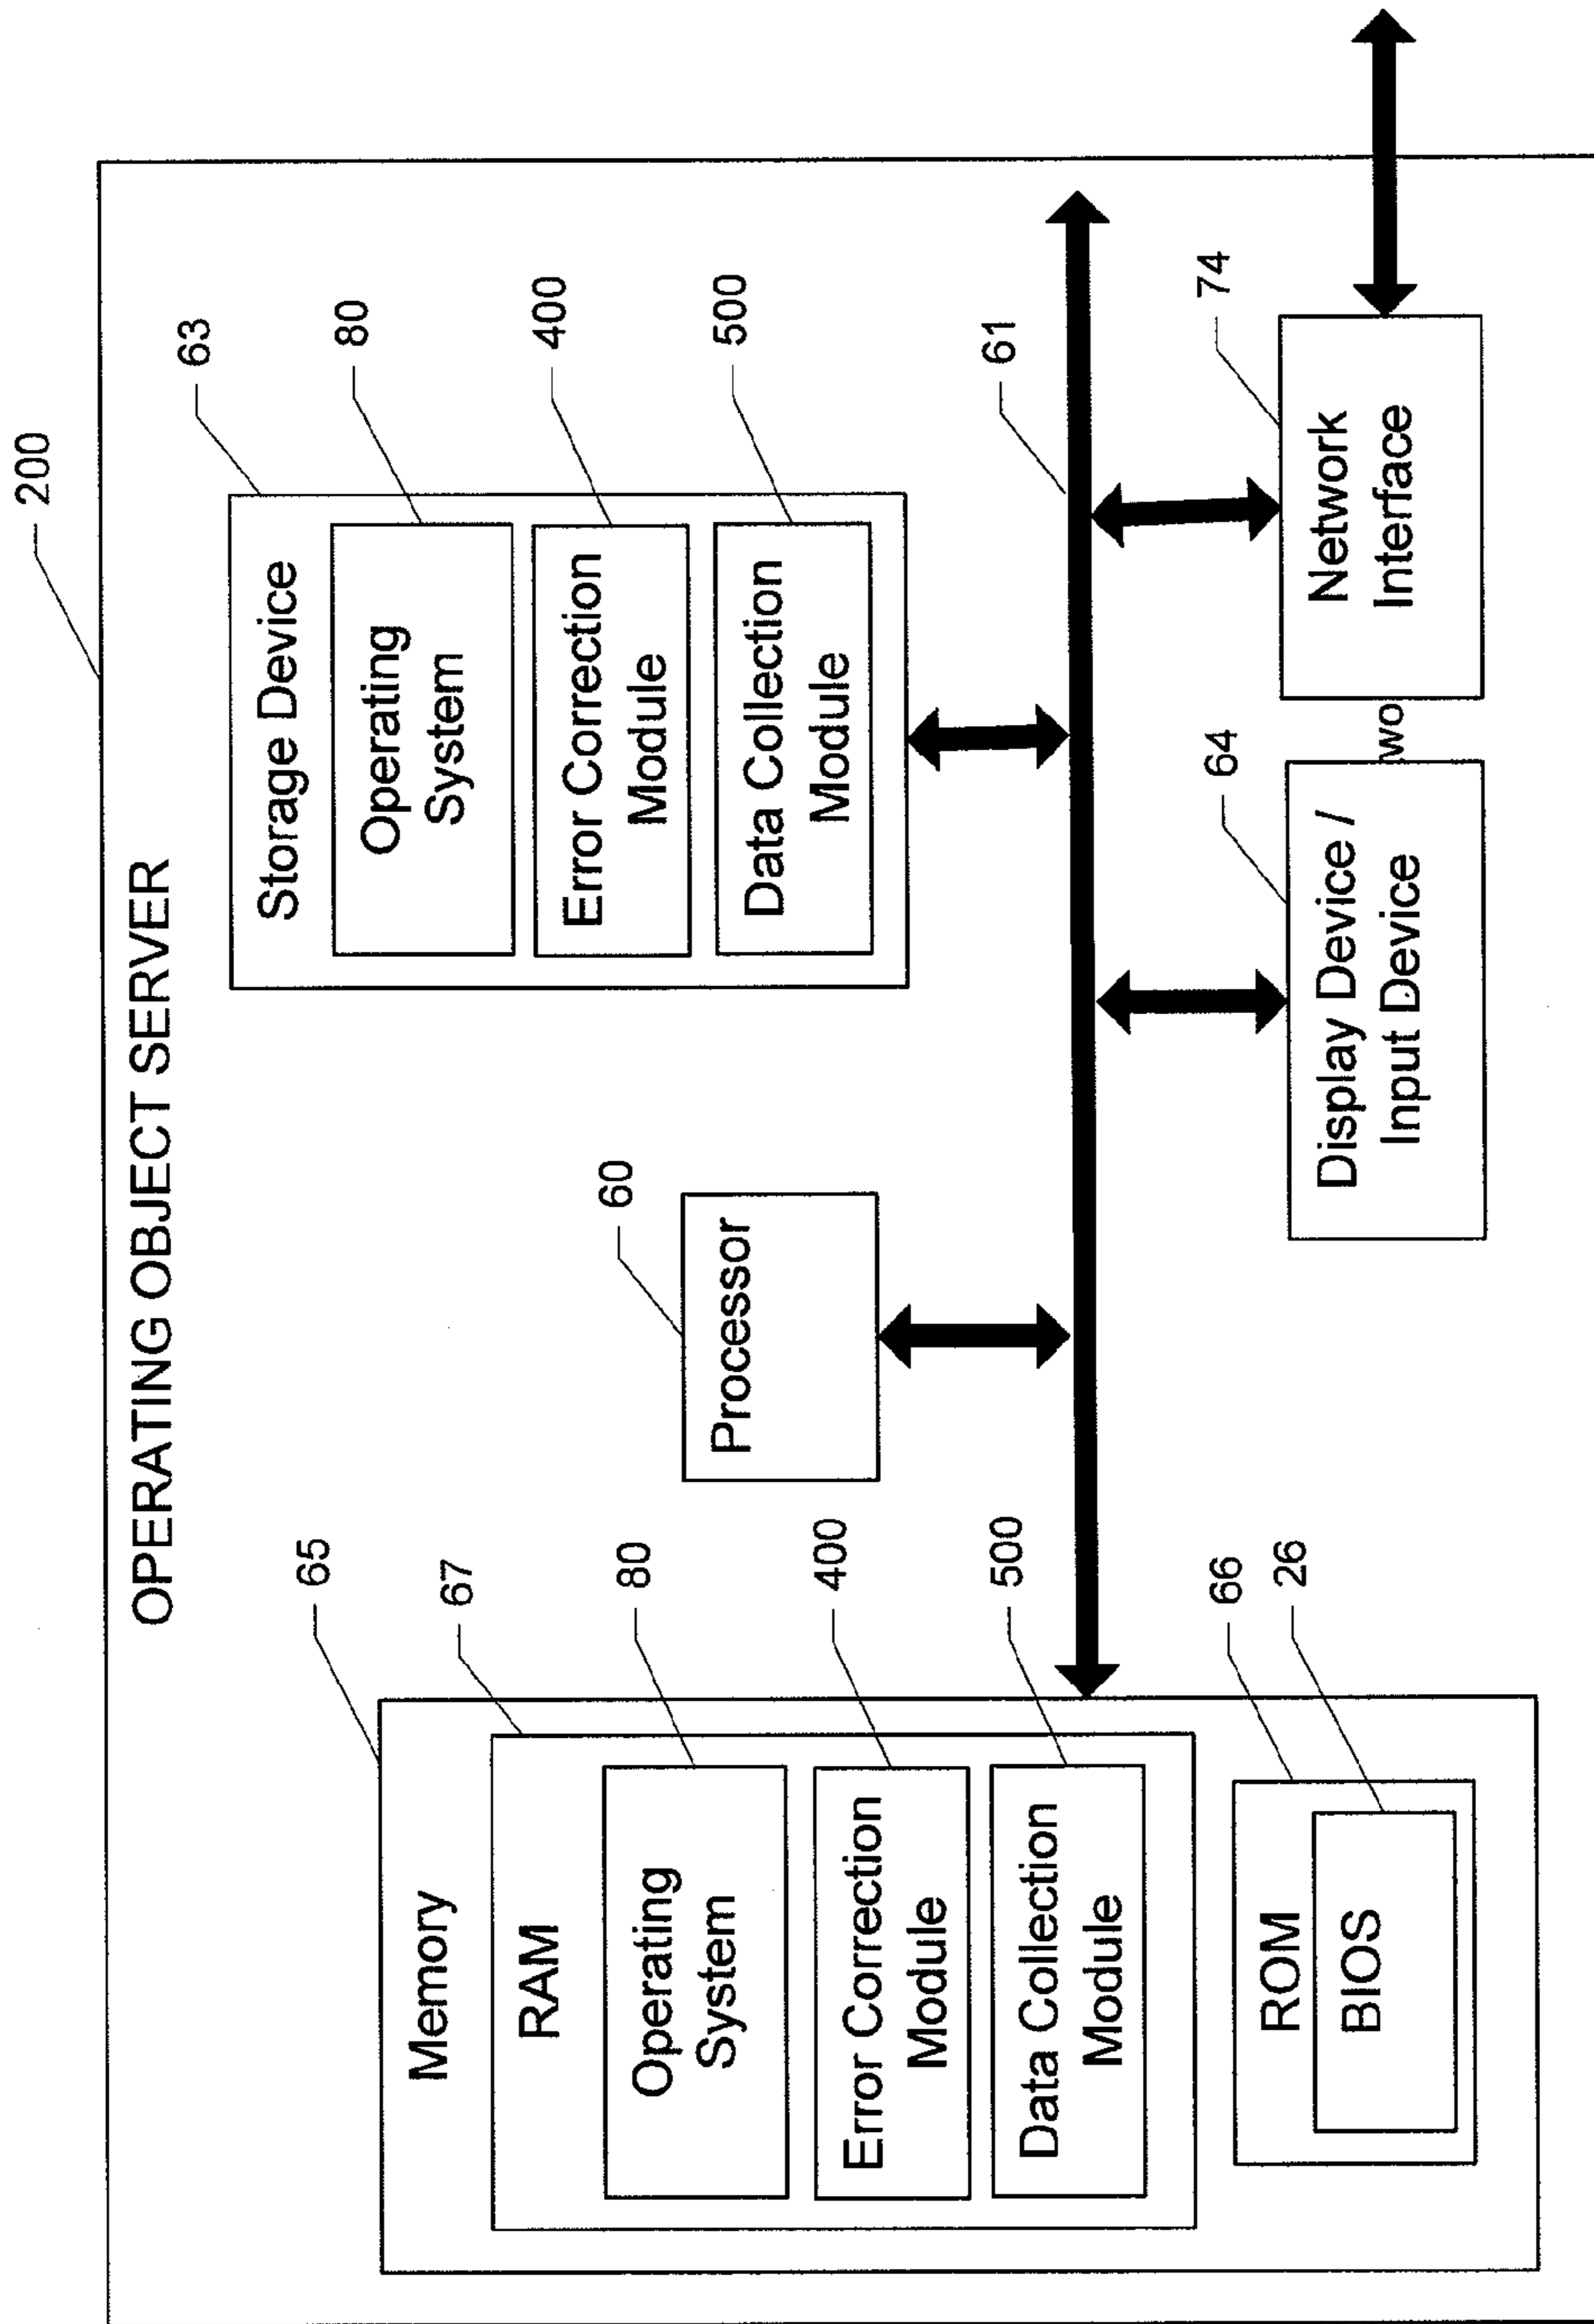 200
OPERATING OBJECT SERVER
65
Memory
67
RAM
80
Operating
System
400
Error Correction
Module
500
Data Collection
Module
66
ROM
26
BIOS
60
Processor
63
Storage Device
80
Operating
System
400
Error Correction
Module
500
Data Collection
Module
61
64
Display Device /
Input Device
wo
74
Network
Interface